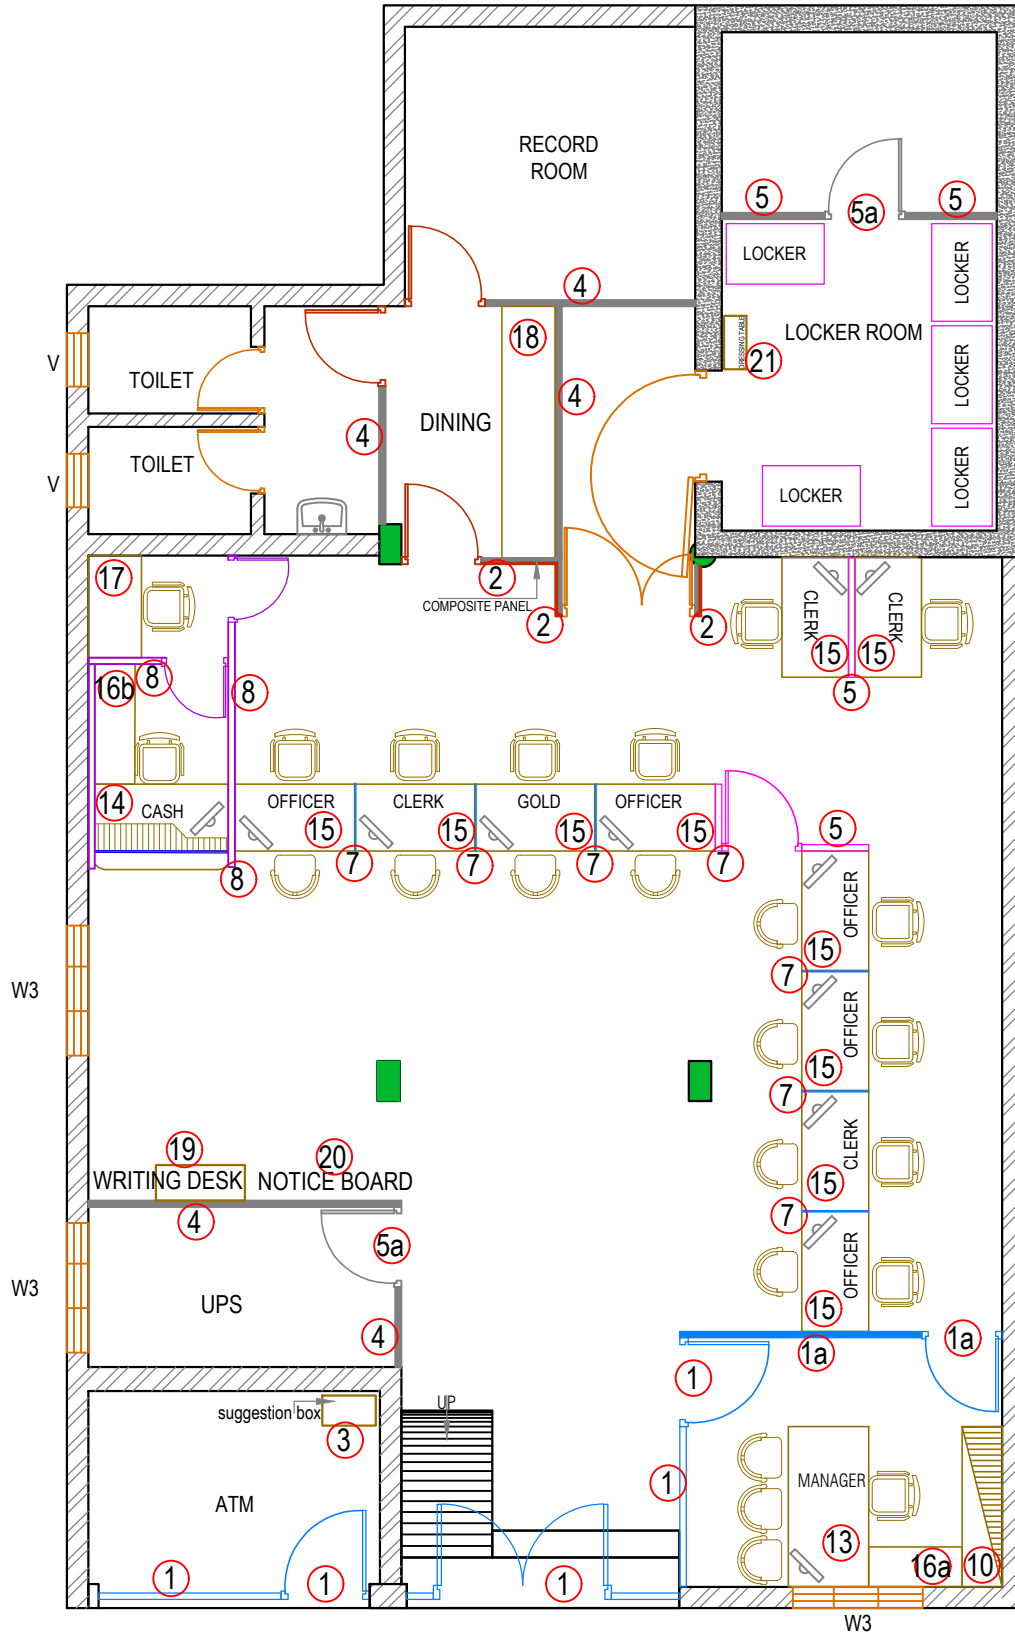 RECORD
ROOM
5
5a
5
LOCKER
LOCKER
4
18
DRESSING TABLE
21
LOCKER ROOM
LOCKER
V
TOILET
DINING
4
4
V
TOILET
LOCKER
LOCKER
17
2
COMPOSITE PANEL
2
2
CLERK
CLERK
15
15
8
16b
8
5
14
CASH
OFFICER
CLERK
GOLD
OFFICER
15
15
15
15
5
8
7
7
7
7
OFFICER
15
7
W3
OFFICER
15
7
CLERK
19
20
WRITING DESK
NOTICE BOARD
15
4
7
5a
OFFICER
W3
UPS
15
4
1a
1a
1
UP
suggestion box
3
ATM
1
MANAGER
13
1
1
1
16a
10
W3